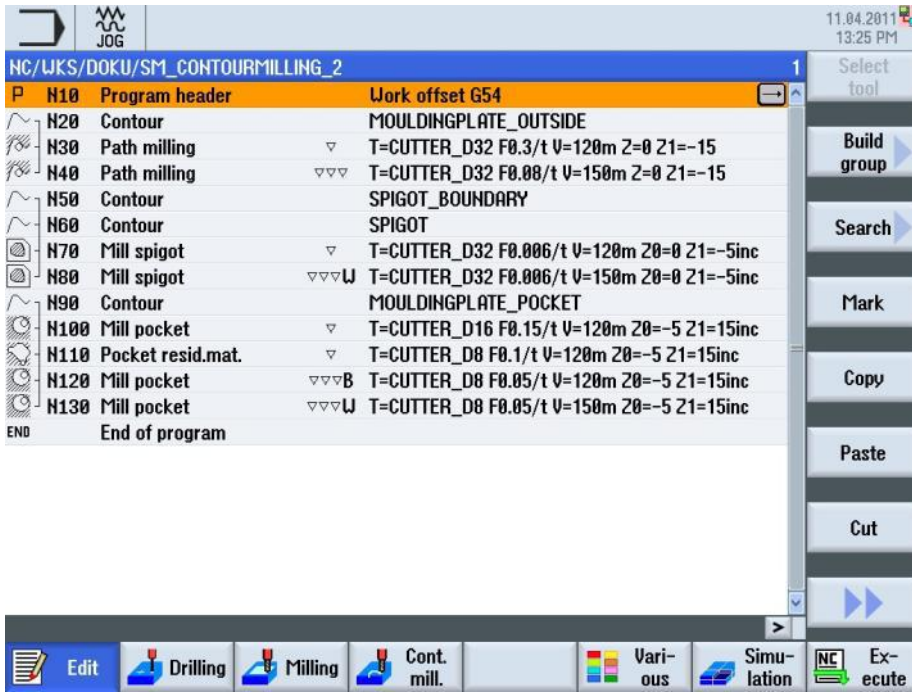 JOG
11.04.2011
13:25 PM
NC/WKS/DOKU/SM_CONTOURMILLING_2 1
P N10 Program header Work offset G54
N20 Contour MOULDINGPLATE_OUTSIDE
N30 Path milling ▽ T=CUTTER_D32 F0.3/t V=120m Z=0 Z1=-15
N40 Path milling ▽▽▽ T=CUTTER_D32 F0.08/t V=150m Z=0 Z1=-15
N50 Contour SPIGOT_BOUNDARY
N60 Contour SPIGOT
N70 Mill spigot ▽ T=CUTTER_D32 F0.006/t V=120m Z0=0 Z1=-5inc
N80 Mill spigot ▽▽▽W T=CUTTER_D32 F0.006/t V=150m Z0=0 Z1=-5inc
N90 Contour MOULDINGPLATE_POCKET
N100 Mill pocket ▽ T=CUTTER_D16 F0.15/t V=120m Z0=-5 Z1=15inc
N110 Pocket resid.mat. ▽ T=CUTTER_D8 F0.1/t V=120m Z0=-5 Z1=15inc
N120 Mill pocket ▽▽▽B T=CUTTER_D8 F0.05/t V=120m Z0=-5 Z1=15inc
N130 Mill pocket ▽▽▽W T=CUTTER_D8 F0.05/t V=150m Z0=-5 Z1=15inc
END End of program
Select
tool
Build
group
Search
Mark
Copy
Paste
Cut
>
Edit
Drilling
Milling
Cont.
mill.
Vari-
ous
Simu-
lation
NC
Ex-
ecute